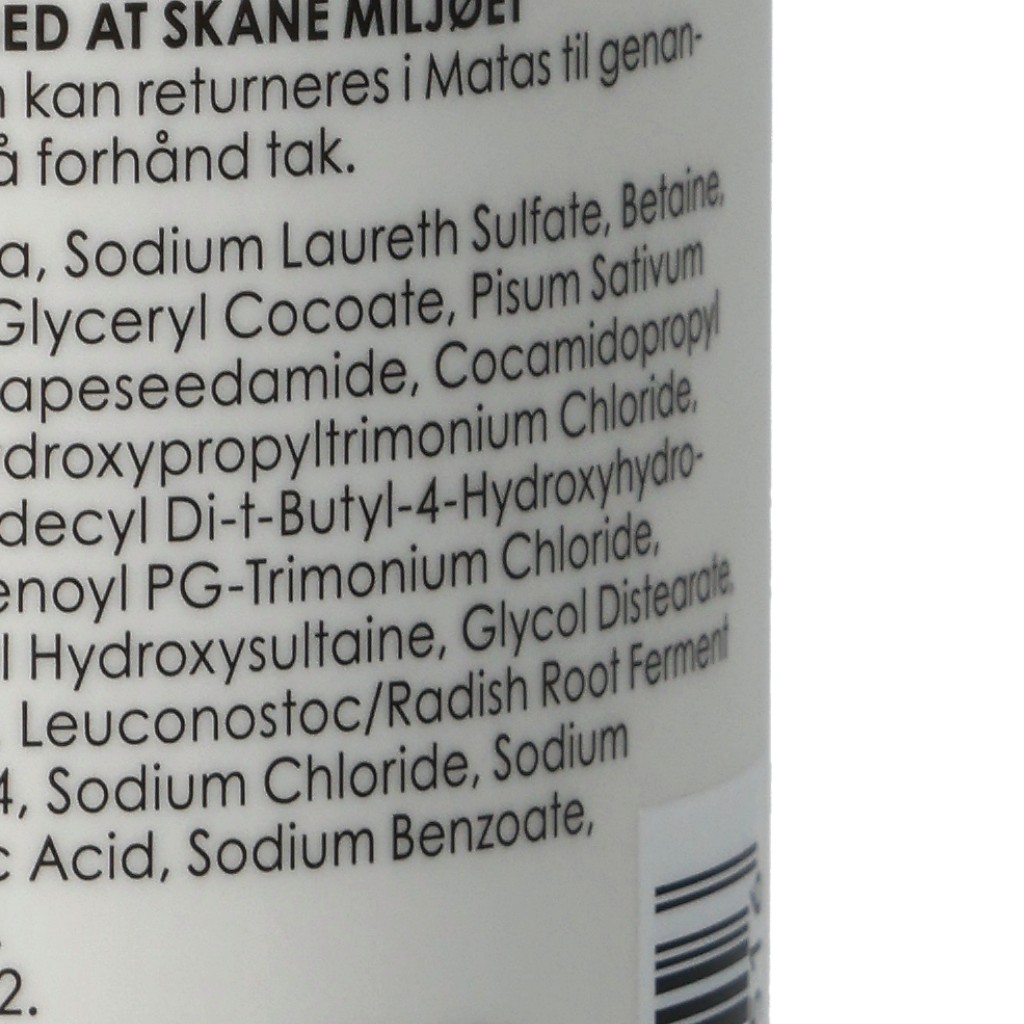 ED AT SKÅNE MILJØET
kan returneres i Matas til genan-
å forhånd tak.
a, Sodium Laureth Sulfate, Betaine,
Glyceryl Cocoate, Pisum Sativum
apeseedamide, Cocamidopropyl
droxypropyltrimonium Chloride,
decyl Di-t-Butyl-4-Hydroxyhydro-
enoyl PG-Trimonium Chloride,
l Hydroxysultaine, Glycol Distearate,
Leuconostoc/Radish Root Ferment
4, Sodium Chloride, Sodium
c Acid, Sodium Benzoate,
2.